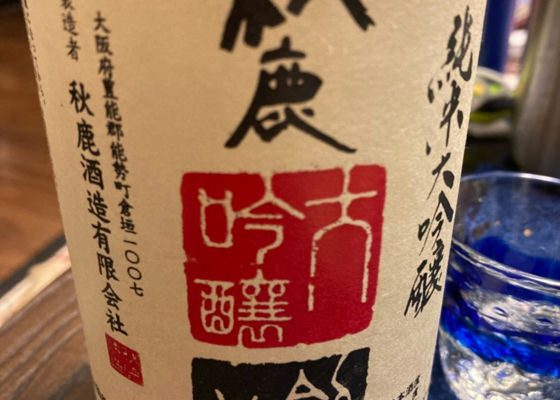 純米大吟醸
秋鹿
大
吟醸
大阪府豊能郡能勢町倉垣一〇〇七
製造者 秋鹿酒造有限会社